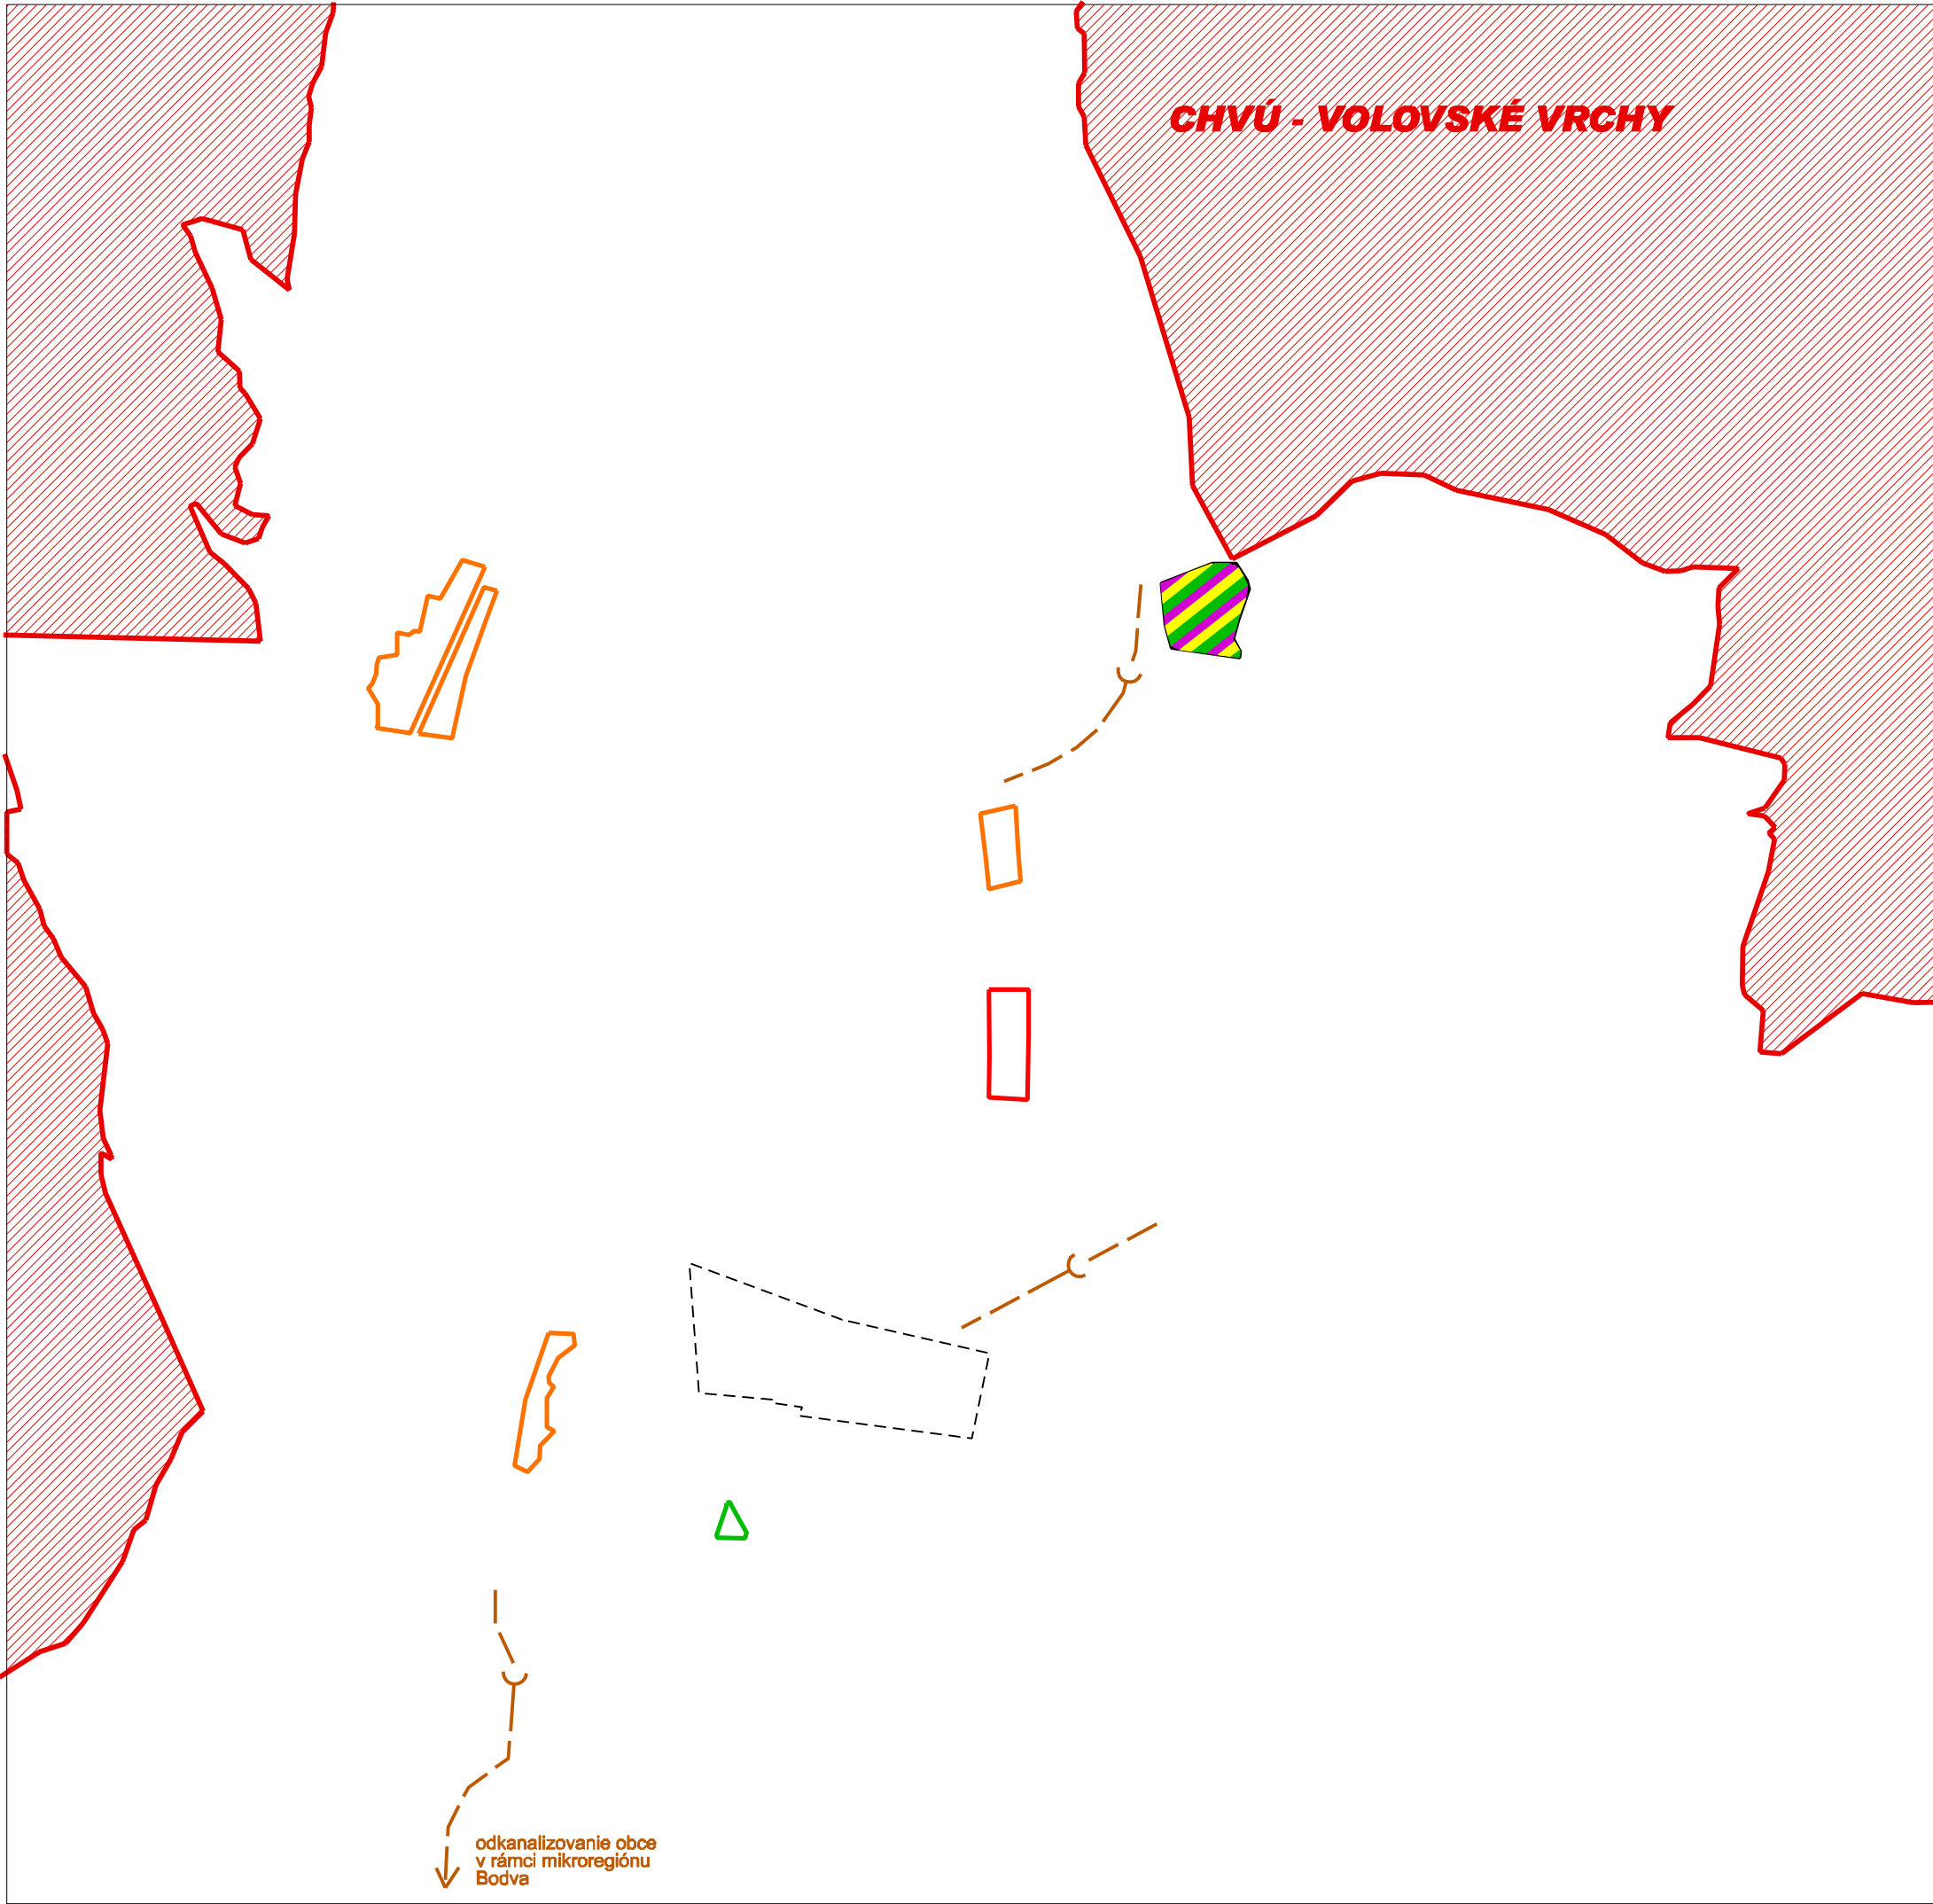 CHVÚ - VOLOVSKÉ VRCHY
odkanalizovanie obce
v rámci mikroregiónu
Bodva